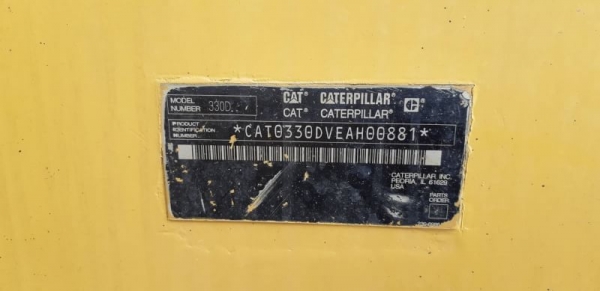 CAT® CATERPILLAR®
CAT® CATERPILLAR®
MODEL NUMBER 330D
PRODUCT IDENTIFICATION NUMBER
*CAT0330DVEAH00881*
CATERPILLAR INC.
PEORIA, IL 61629
USA
PARTS ORDER